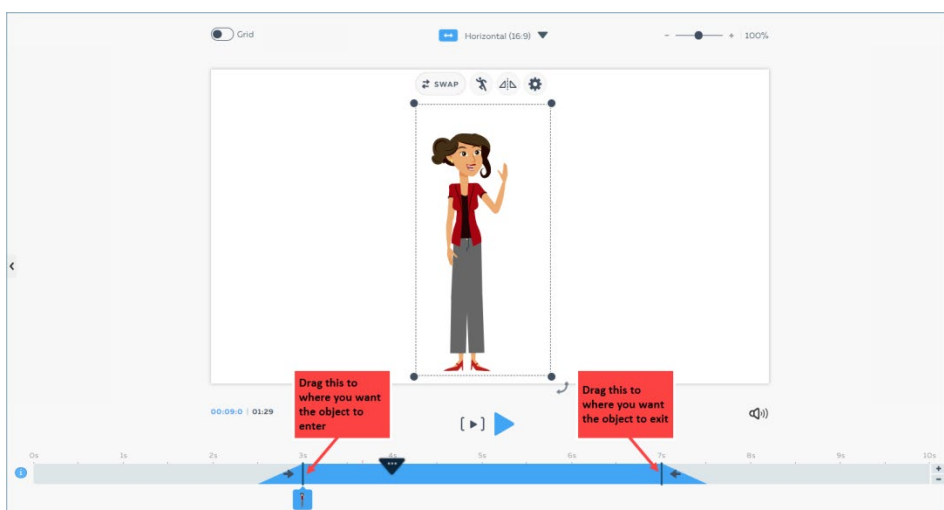 Grid
Horizontal (16:9)
- + 100%
SWAP
Drag this to
where you want
the object to
enter
Drag this to
where you want
the object to exit
00:09:0 | 01:29
0s 1s 2s 3s 4s 5s 6s 7s 8s 9s 10s
i
+
-